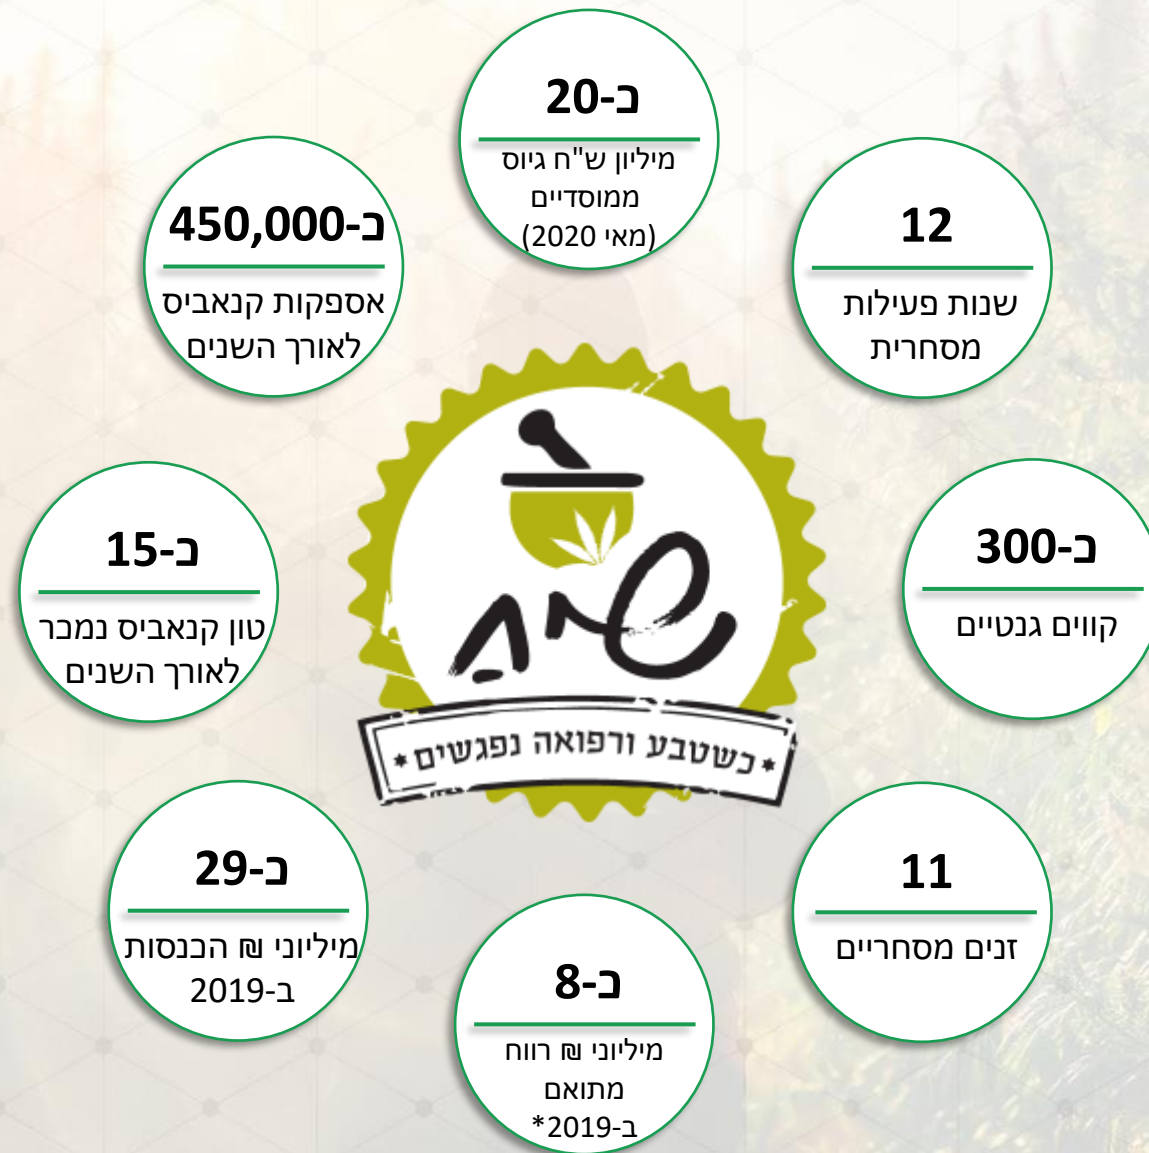 כ-20
מיליון ש"ח גיוס
ממוסדיים
(מאי 2020)
12
שנות פעילות
מסחרית
כ-300
קווים גנטיים
11
זנים מסחריים
כ-8
מיליוני ₪ רווח
מתואם
ב-2019*
כ-29
מיליוני ₪ הכנסות
ב-2019
כ-15
טון קנאביס נמכר
לאורך השנים
כ-450,000
אספקות קנאביס
לאורך השנים
שיח
* כשטבע ורפואה נפגשים *